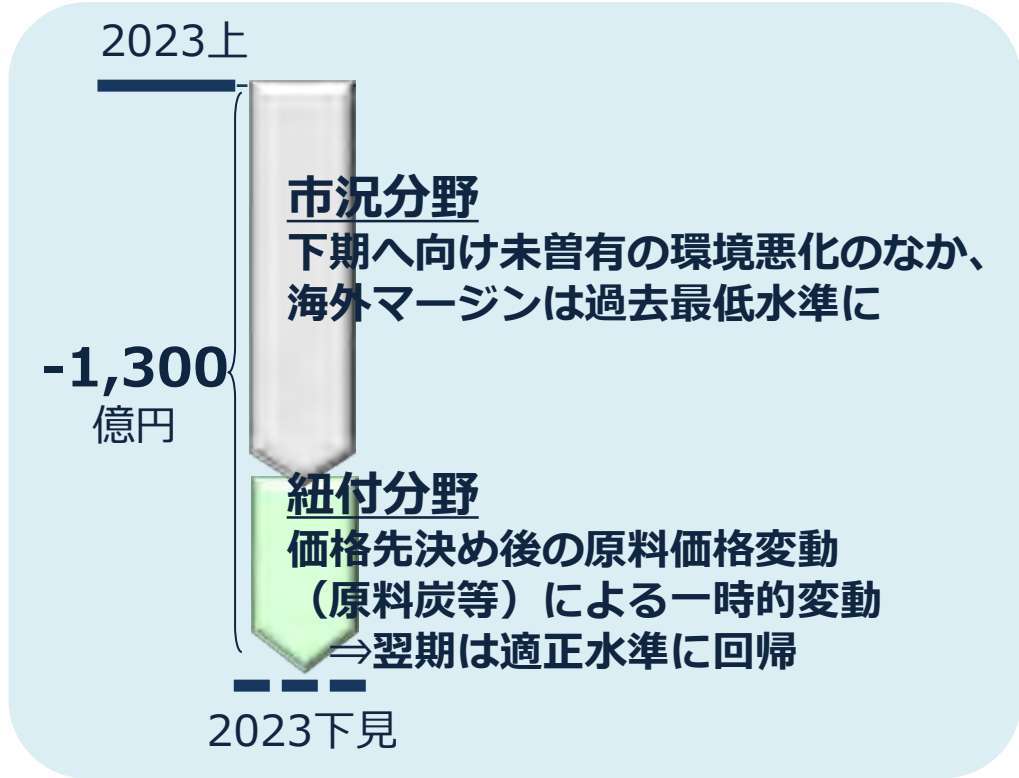 2023上
市況分野
下期へ向け未曽有の環境悪化のなか、
海外マージンは過去最低水準に
-1,300
億円
紐付分野
価格先決め後の原料価格変動
（原料炭等）による一時的変動
⇒翌期は適正水準に回帰
2023下見